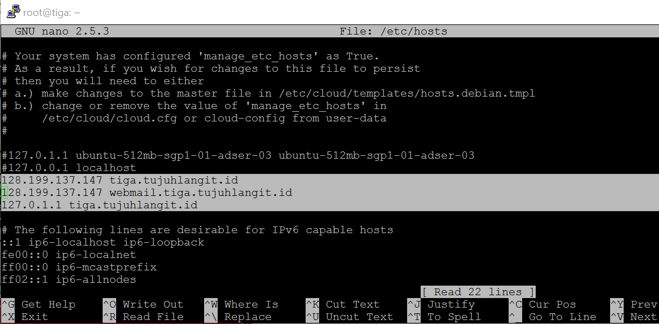 root@tiga: ~
GNU nano 2.5.3 File: /etc/hosts
# Your system has configured 'manage_etc_hosts' as True.
# As a result, if you wish for changes to this file to persist
# then you will need to either
# a.) make changes to the master file in /etc/cloud/templates/hosts.debian.tmpl
# b.) change or remove the value of 'manage_etc_hosts' in
#     /etc/cloud/cloud.cfg or cloud-config from user-data
#
#127.0.1.1 ubuntu-512mb-sgp1-01-adser-03 ubuntu-512mb-sgp1-01-adser-03
#127.0.0.1 localhost
128.199.137.147 tiga.tujuhlangit.id
128.199.137.147 webmail.tiga.tujuhlangit.id
127.0.1.1 tiga.tujuhlangit.id
# The following lines are desirable for IPv6 capable hosts
::1 ip6-localhost ip6-loopback
fe00::0 ip6-localnet
ff00::0 ip6-mcastprefix
ff02::1 ip6-allnodes
[ Read 22 lines ]
^G Get Help ^O Write Out ^W Where Is ^K Cut Text ^J Justify ^C Cur Pos ^Y Prev
^X Exit ^R Read File ^\ Replace ^U Uncut Text ^T To Spell ^_ Go To Line ^V Next